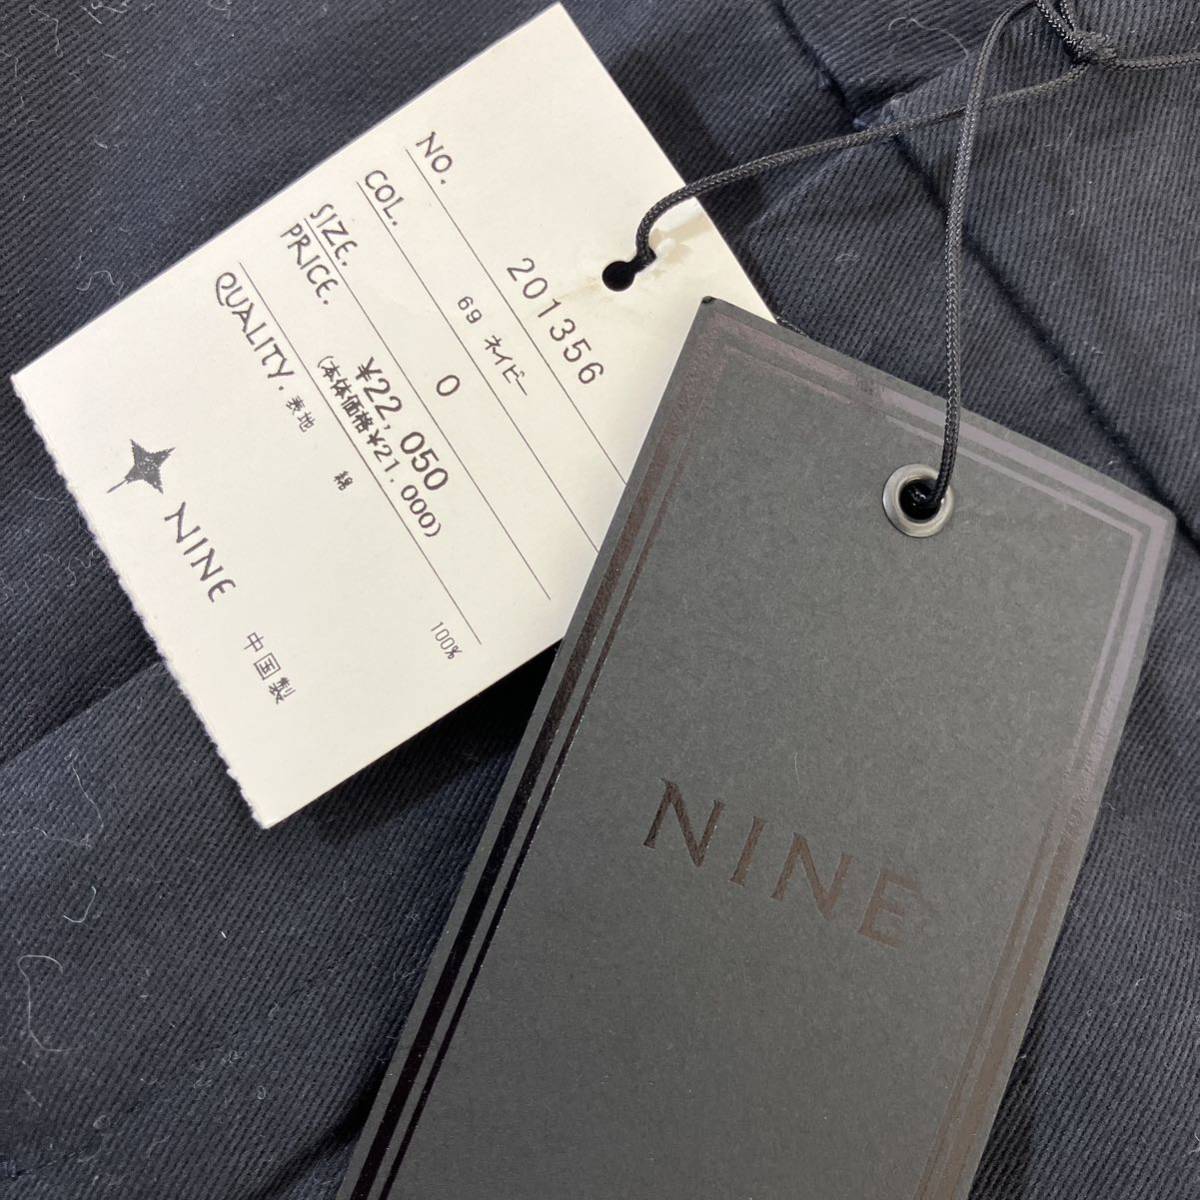 NO. 201356
COL. 69 ネイビー
SIZE. 0
PRICE. ¥22,050
(本体価格¥21.000)
QUALITY. 表地 綿 100%
NINE
中国製
NINE